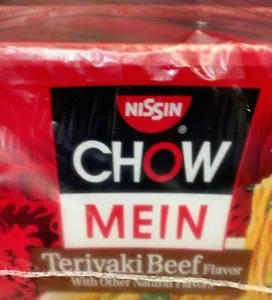 NISSIN
®
CHOW
MEIN
Teriyaki Beef Flavor
With Other Natural Flavors